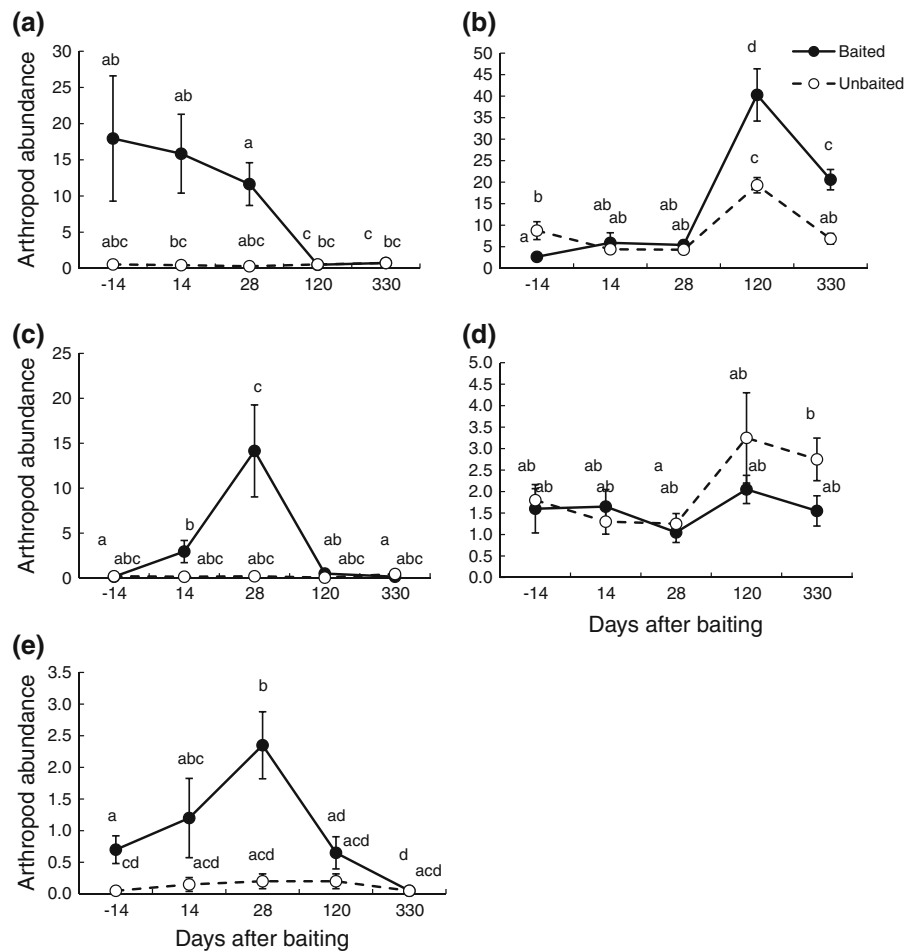 (a)
Arthropod abundance
30
25
20
15
10
5
0
ab
ab
a
c
c
abc
bc
abc
bc
bc
-14 14 28 120 330
(b)
50
45
40
35
30
25
20
15
10
5
0
d
Baited
Unbaited
c
c
b
ab
ab
ab
a
ab
ab
-14 14 28 120 330
(c)
Arthropod abundance
25
20
15
10
5
0
c
b
a
ab
a
abc
abc
abc
abc
abc
-14 14 28 120 330
(d)
5.0
4.5
4.0
3.5
3.0
2.5
2.0
1.5
1.0
0.5
0.0
ab
b
ab
ab
a
ab
ab
ab
ab
ab
-14 14 28 120 330
Days after baiting
(e)
Arthropod abundance
3.5
3.0
2.5
2.0
1.5
1.0
0.5
0.0
b
abc
a
ad
d
cd
acd
acd
acd
acd
-14 14 28 120 330
Days after baiting